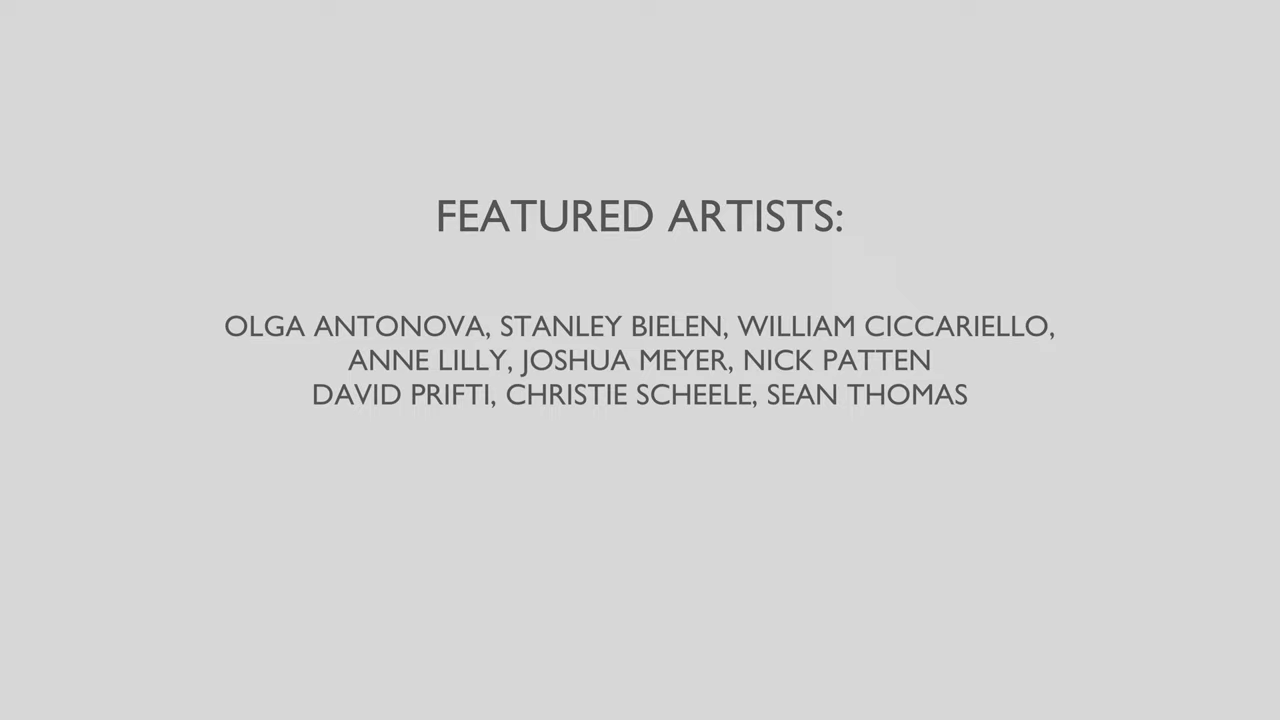 FEATURED ARTISTS:
OLGA ANTONOVA, STANLEY BIELEN, WILLIAM CICCARIELLO,
ANNE LILLY, JOSHUA MEYER, NICK PATTEN
DAVID PRIFTI, CHRISTIE SCHEELE, SEAN THOMAS